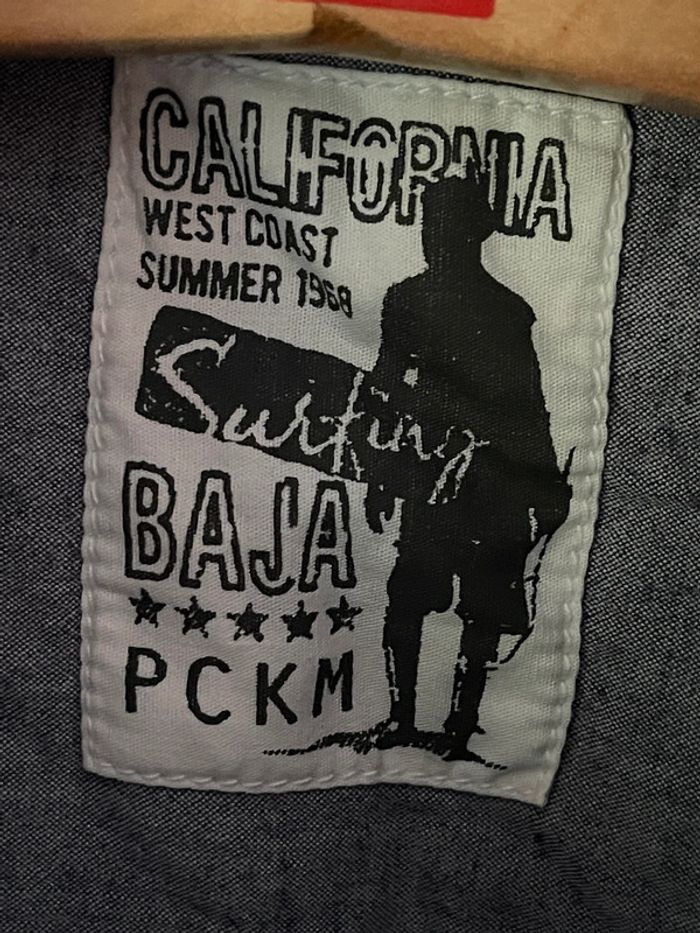 CALIFORNIA
WEST COAST
SUMMER 1968
Surfing
BAJA
PCKM